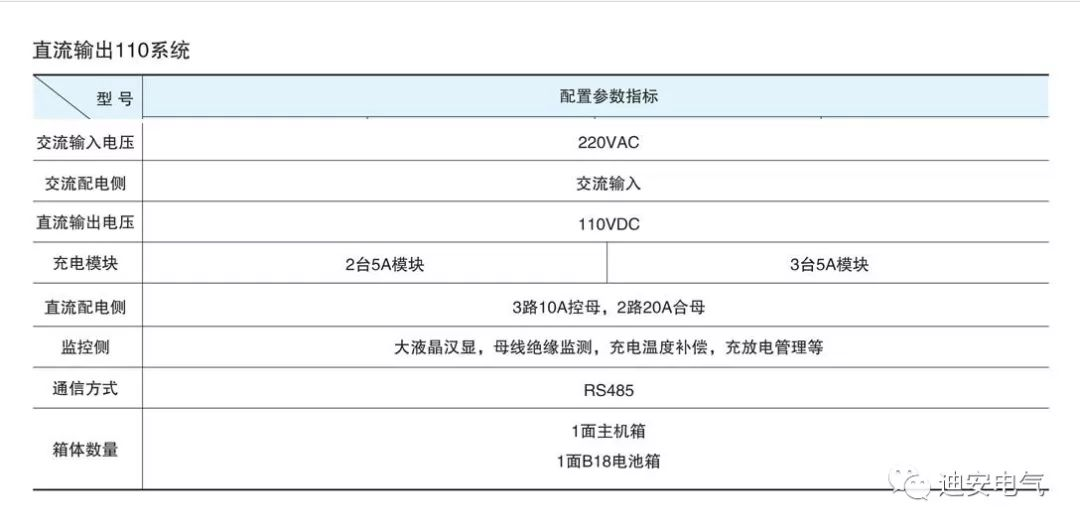 直流输出110系统
型 号 配置参数指标
交流输入电压 220VAC
交流配电侧 交流输入
直流输出电压 110VDC
充电模块 2台5A模块 3台5A模块
直流配电侧 3路10A控母，2路20A合母
监控侧 大液晶汉显，母线绝缘监测，充电温度补偿，充放电管理等
通信方式 RS485
箱体数量 1面主机箱
1面B18电池箱
迪安电气